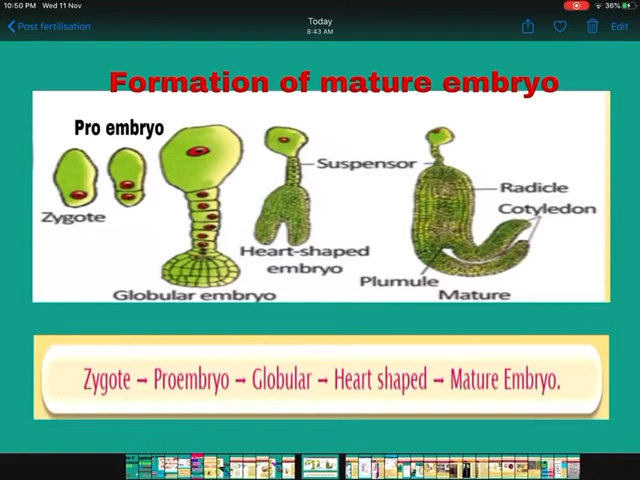 10:50 PM Wed 11 Nov
36%
Post fertilisation
Today
8:43 AM
Edit
Formation of mature embryo
Pro embryo
Suspensor
Radicle
Zygote
Cotyledon
Heart-shaped
embryo
Plumule
Globular embryo
Mature
Zygote → Proembryo → Globular → Heart shaped → Mature Embryo.